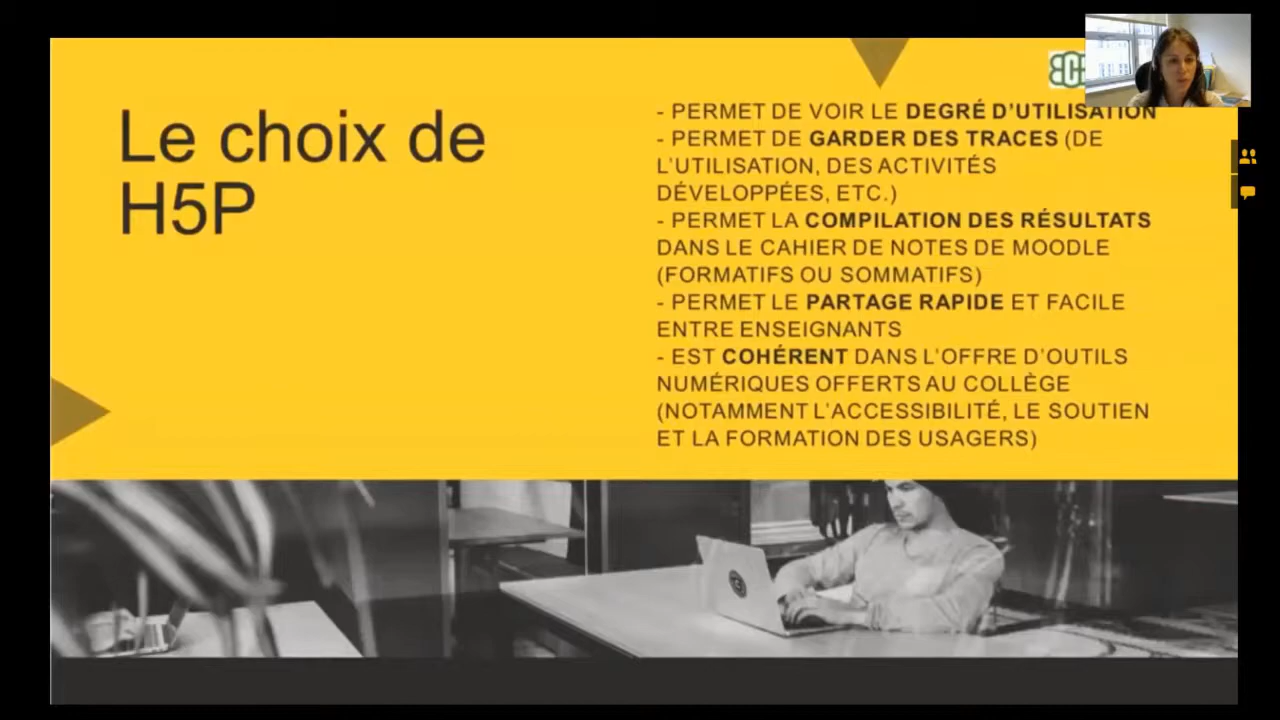 Le choix de
H5P
- PERMET DE VOIR LE DEGRÉ D'UTILISATION
- PERMET DE GARDER DES TRACES (DE
L'UTILISATION, DES ACTIVITÉS
DÉVELOPPÉES, ETC.)
- PERMET LA COMPILATION DES RÉSULTATS
DANS LE CAHIER DE NOTES DE MOODLE
(FORMATIFS OU SOMMATIFS)
- PERMET LE PARTAGE RAPIDE ET FACILE
ENTRE ENSEIGNANTS
- EST COHÉRENT DANS L'OFFRE D'OUTILS
NUMÉRIQUES OFFERTS AU COLLÈGE
(NOTAMMENT L'ACCESSIBILITÉ, LE SOUTIEN
ET LA FORMATION DES USAGERS)